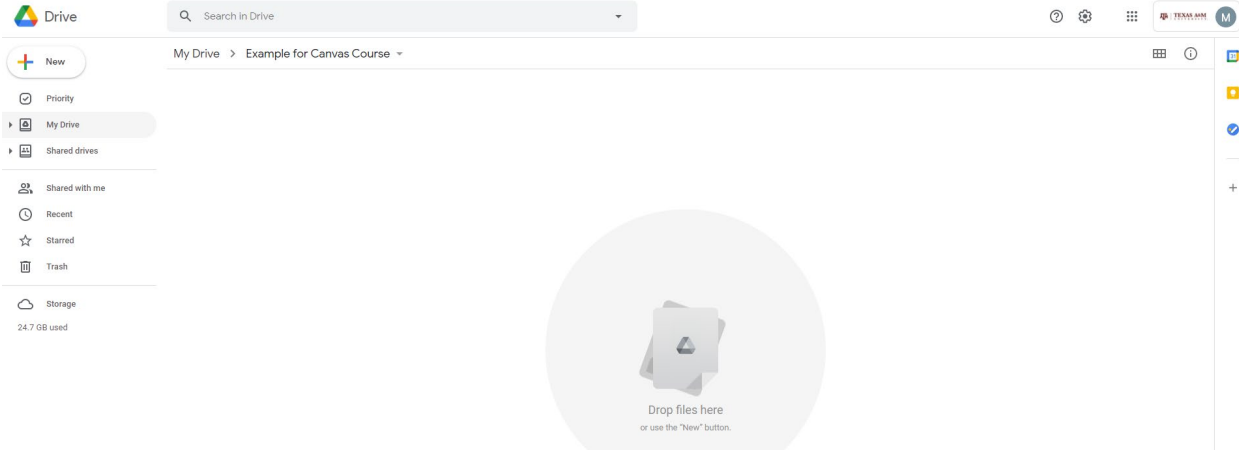 Drive
Search in Drive
TEXAS A&M
M
New
My Drive > Example for Canvas Course
Priority
My Drive
Shared drives
Shared with me
Recent
Starred
Trash
Storage
24.7 GB used
Drop files here
or use the "New" button.